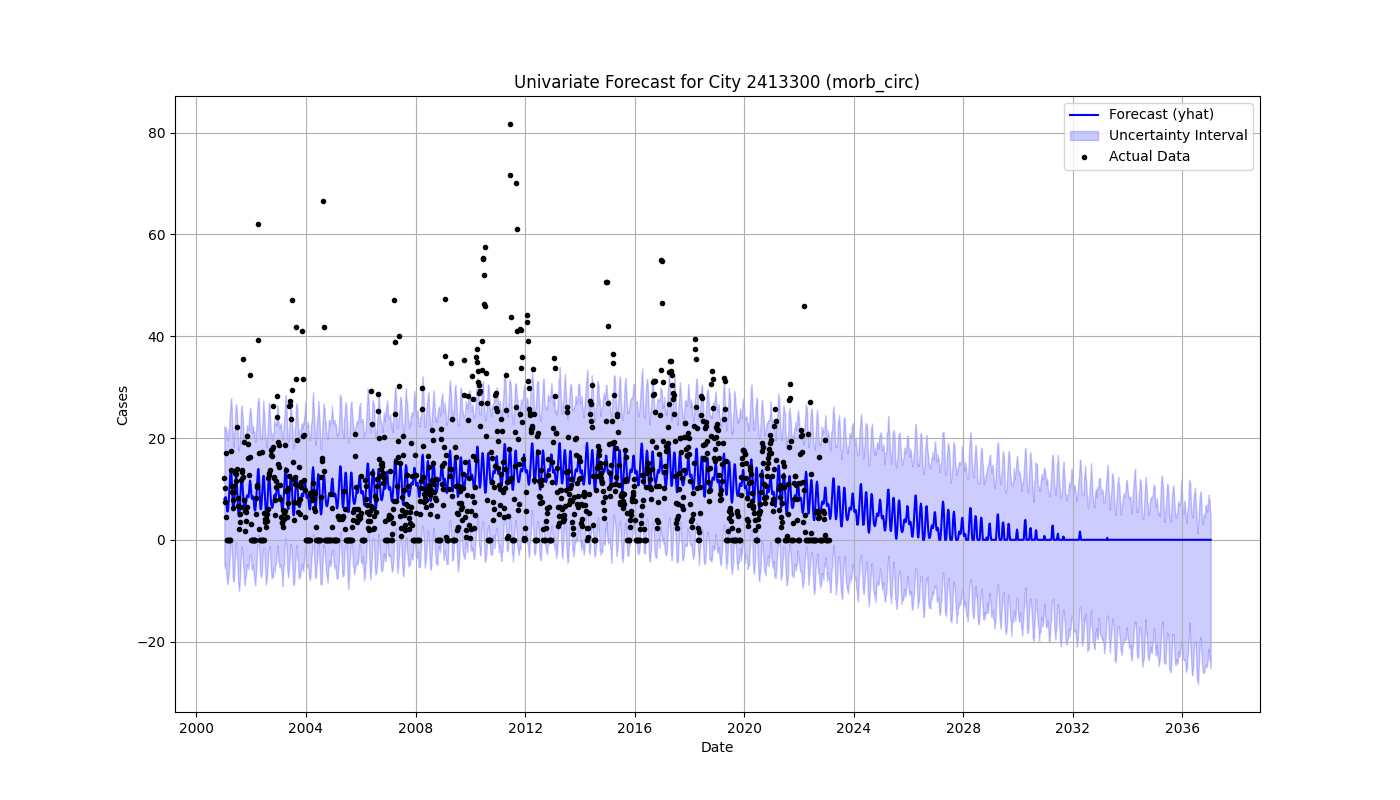 Univariate Forecast for City 2413300 (morb_circ)
Forecast (yhat)
Uncertainty Interval
Actual Data
Cases
80
60
40
20
0
−20
2000 2004 2008 2012 2016 2020 2024 2028 2032 2036
Date